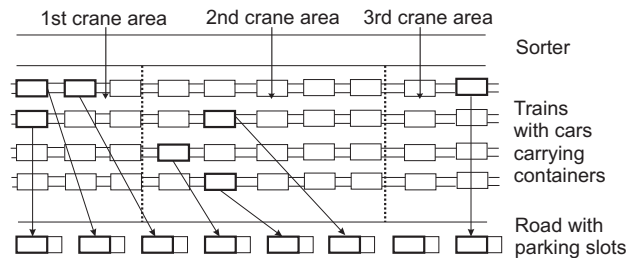 1st crane area
2nd crane area
3rd crane area
Sorter
Trains
with cars
carrying
containers
Road with
parking slots